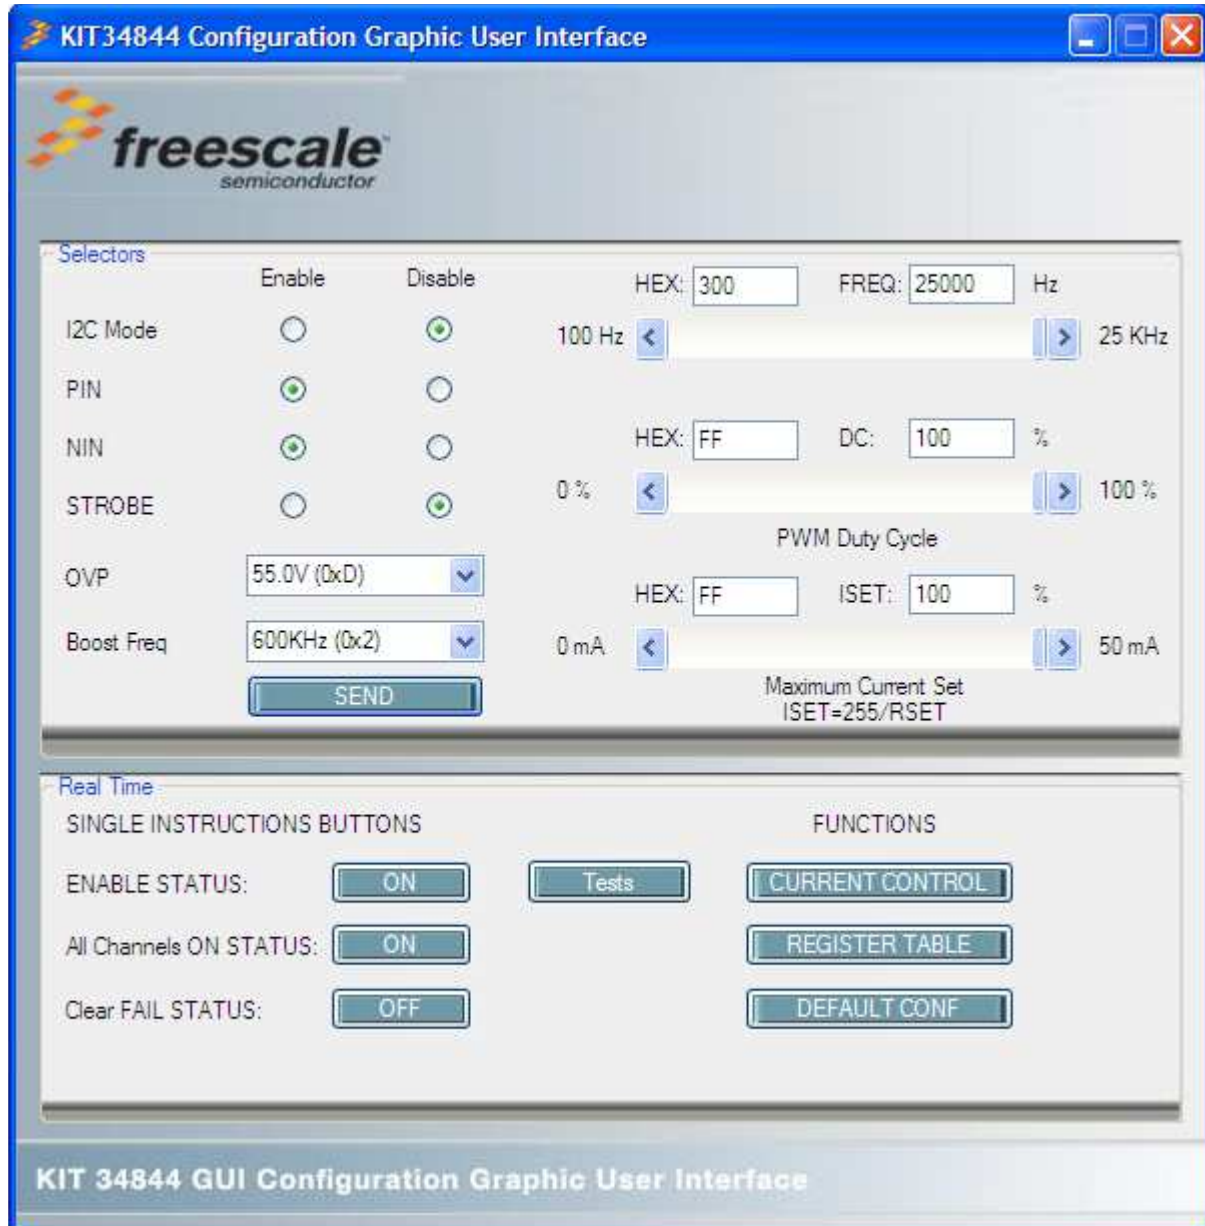 KIT34844 Configuration Graphic User Interface
freescale™
semiconductor
Selectors
Enable Disable
HEX: 300 FREQ: 25000 Hz
I2C Mode
100 Hz 25 KHz
PIN
HEX: FF DC: 100 %
NIN
0 % 100 %
STROBE
PWM Duty Cycle
OVP 55.0V (0xD)
HEX: FF ISET: 100 %
Boost Freq 600KHz (0x2)
0 mA 50 mA
SEND
Maximum Current Set
ISET=255/RSET
Real Time
SINGLE INSTRUCTIONS BUTTONS FUNCTIONS
ENABLE STATUS: ON Tests CURRENT CONTROL
All Channels ON STATUS: ON REGISTER TABLE
Clear FAIL STATUS: OFF DEFAULT CONF
KIT 34844 GUI Configuration Graphic User Interface